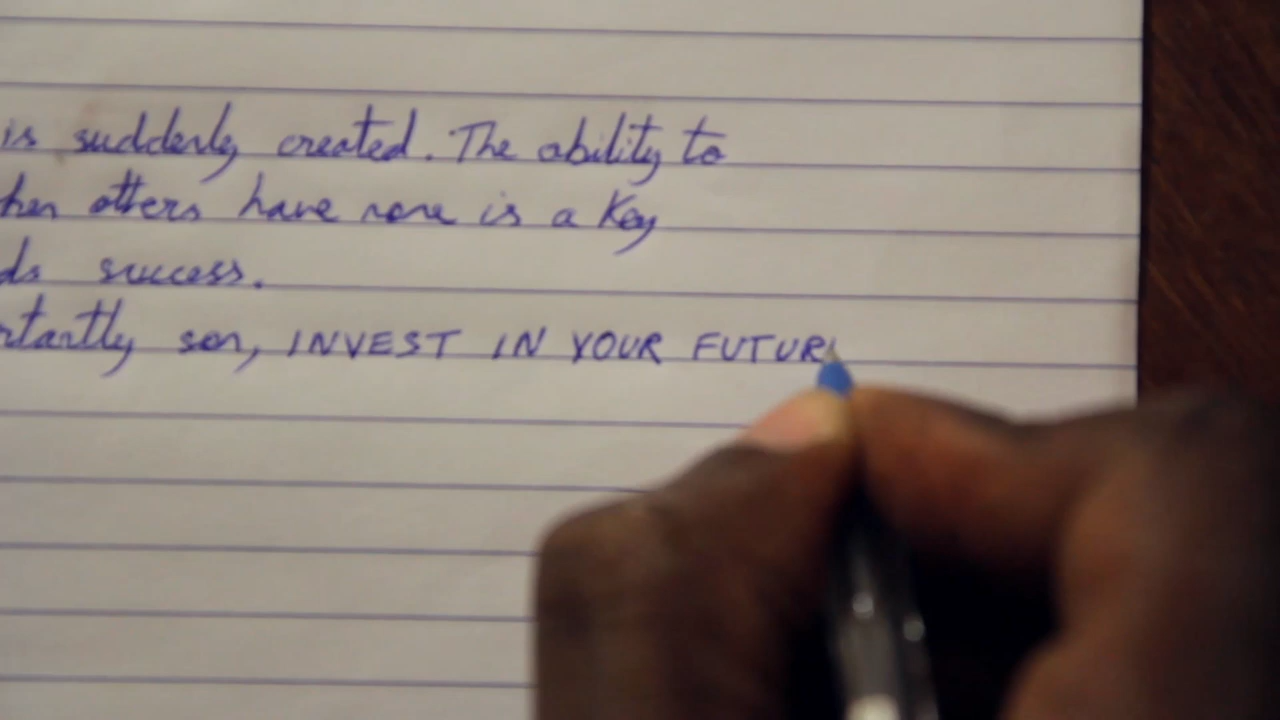 is suddenly created. The ability to
hen others have none is a key
ds success.
rtantly son, INVEST IN YOUR FUTUR